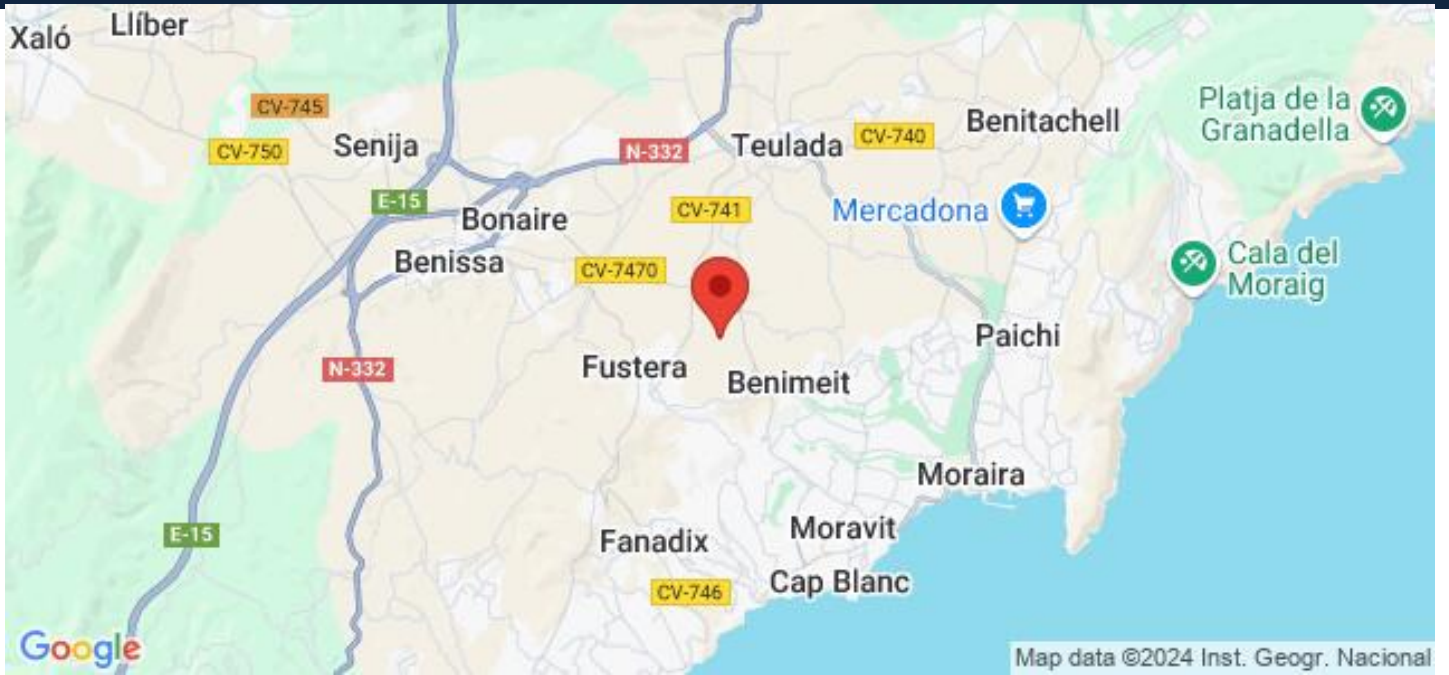 Xaló
Llíber
CV-745
CV-750
Senija
N-332
Teulada
CV-740
Benitachell
Platja de la
Granadella
E-15
Bonaire
CV-741
Mercadona
Benissa
CV-7470
Cala del
Moraig
N-332
Fustera
Benimeit
Paichi
Moraira
E-15
Fanadix
Moravit
CV-746
Cap Blanc
Google
Map data ©2024 Inst. Geogr. Nacional